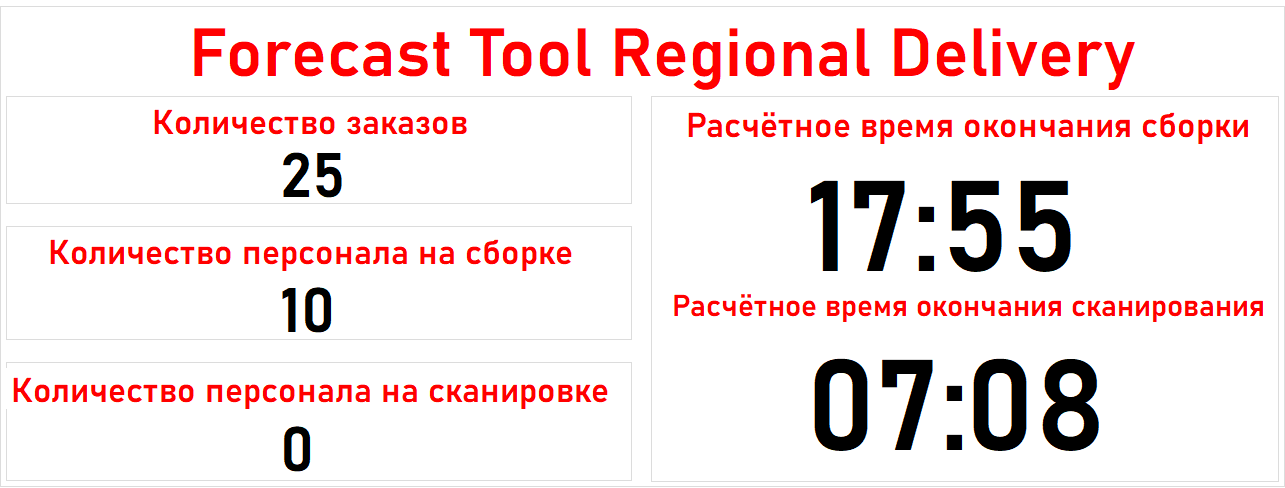 Forecast Tool Regional Delivery
Количество заказов
25
Количество персонала на сборке
10
Количество персонала на сканировке
0
Расчётное время окончания сборки
17:55
Расчётное время окончания сканирования
07:08